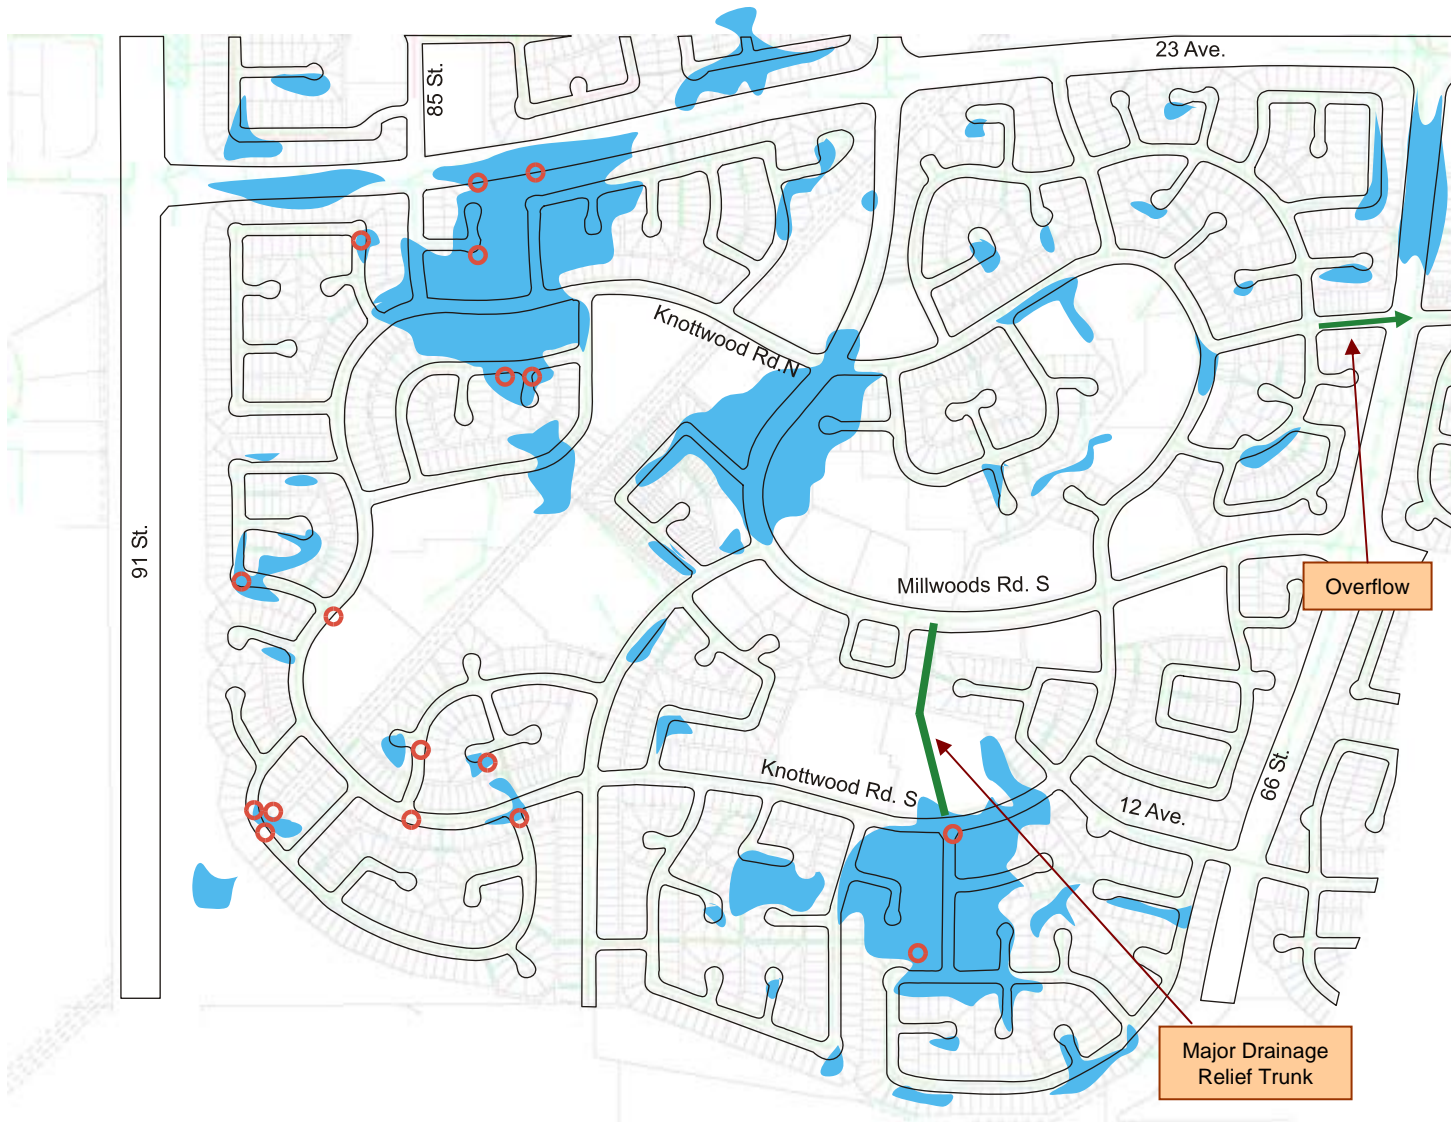 23 Ave.
85 St.
Knottwood Rd.N
91 St.
Millwoods Rd. S
Overflow
Knottwood Rd. S
12 Ave.
66 St.
Major Drainage
Relief Trunk